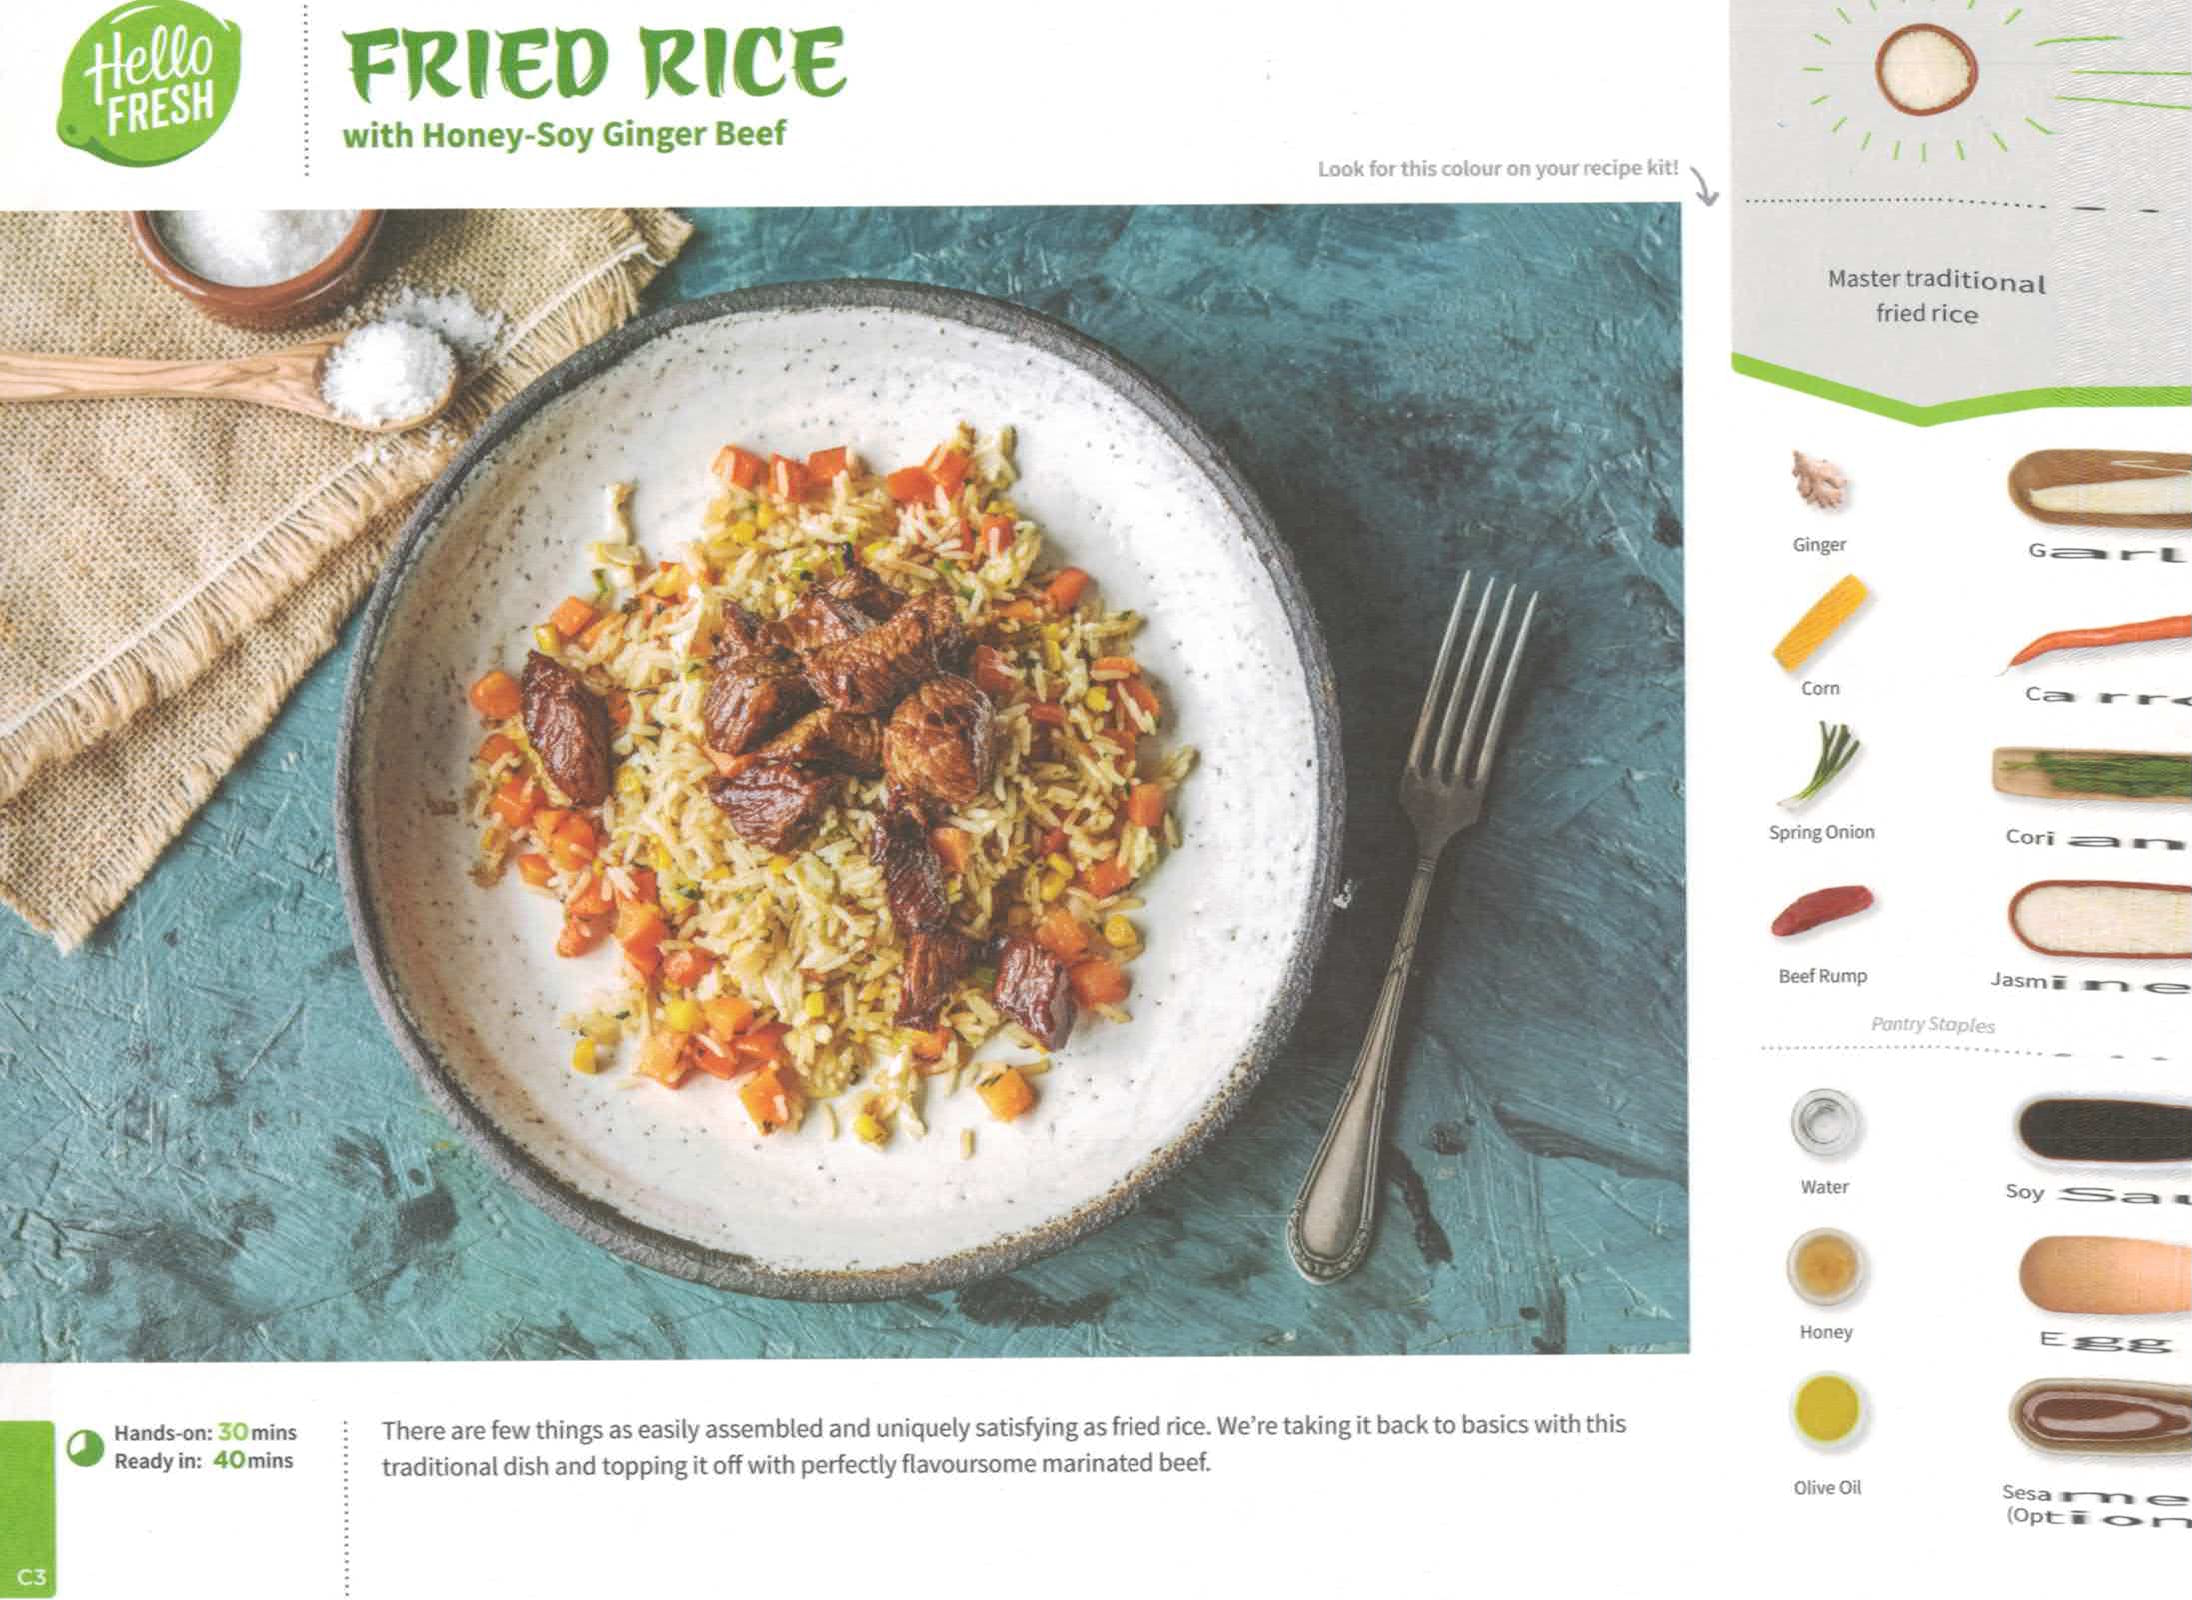 Hello
FRESH
FRIED RICE
with Honey-Soy Ginger Beef
Look for this colour on your recipe kit!
Master traditional
fried rice
Ginger
Corn
Spring Onion
Beef Rump
Jasmine
Pantry Staples
Water
Soy
Honey
Egg
Olive Oil
Hands-on: 30 mins
Ready in: 40 mins
There are few things as easily assembled and uniquely satisfying as fried rice. We're taking it back to basics with this
traditional dish and topping it off with perfectly flavoursome marinated beef.
C3